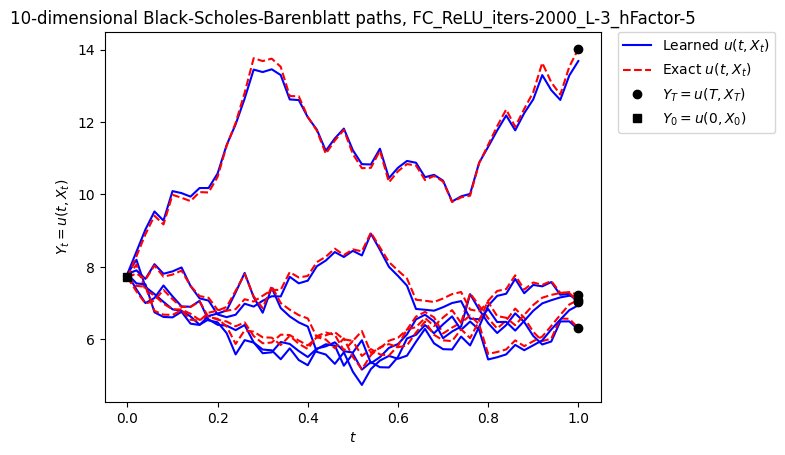 10-dimensional Black-Scholes-Barenblatt paths, FC_ReLU_iters-2000_L-3_hFactor-5
Learned u(t, X_t)
Exact u(t, X_t)
Y_T = u(T, X_T)
Y_0 = u(0, X_0)
Y_t = u(t, X_t)
14
12
10
8
6
0.0 0.2 0.4 0.6 0.8 1.0
t